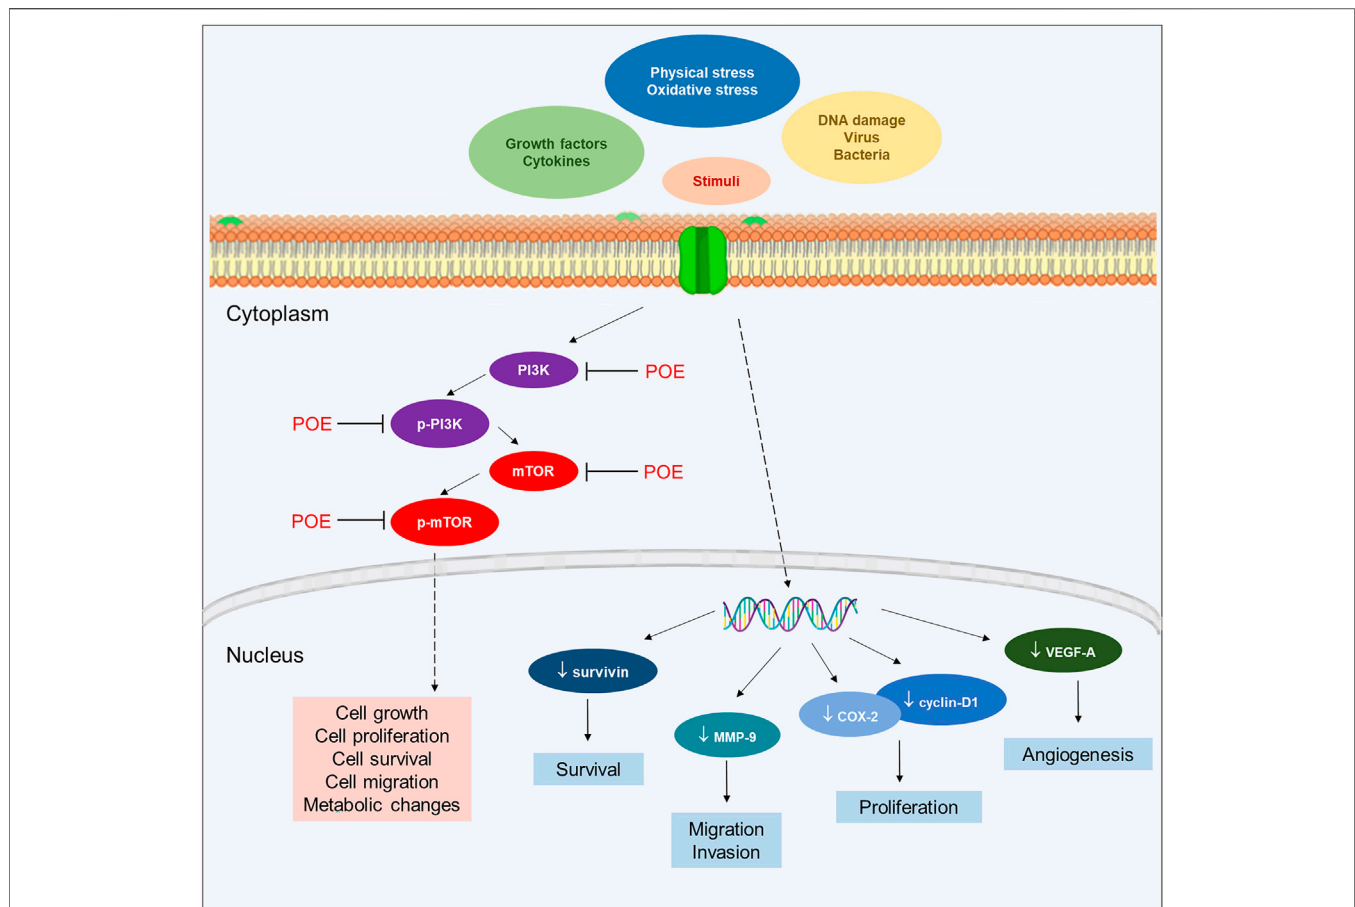 Physical stress
Oxidative stress
Growth factors
Cytokines
DNA damage
Virus
Bacteria
Stimuli
Cytoplasm
PI3K
POE
POE
p-PI3K
mTOR
POE
POE
p-mTOR
Nucleus
↓ survivin
↓ MMP-9
↓ COX-2
↓ cyclin-D1
↓ VEGF-A
Cell growth
Cell proliferation
Cell survival
Cell migration
Metabolic changes
Survival
Migration
Invasion
Proliferation
Angiogenesis